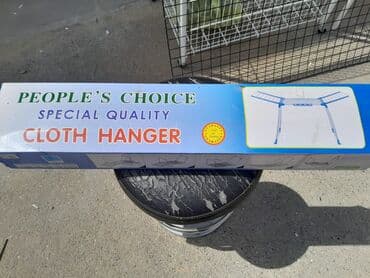 PEOPLE'S CHOICE
SPECIAL QUALITY
CLOTH HANGER